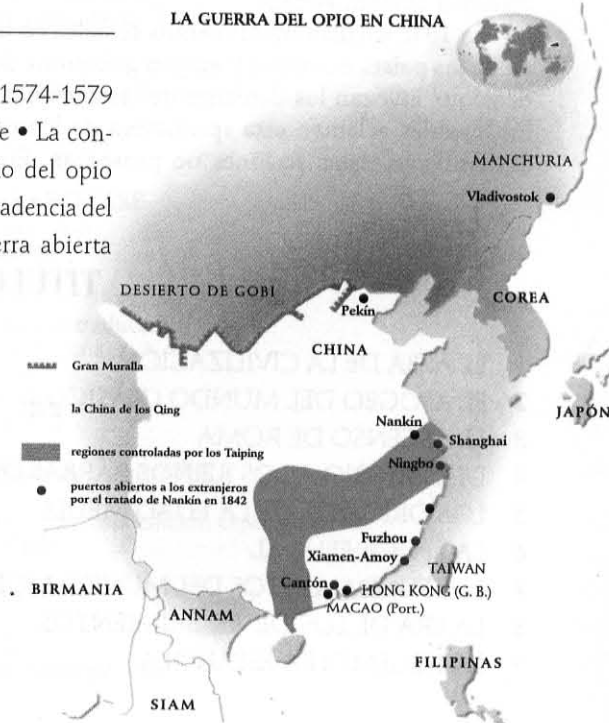 LA GUERRA DEL OPIO EN CHINA
1574-1579
e • La con-
o del opio
adencia del
erra abierta
MANCHURIA
Vladivostok
DESIERTO DE GOBI
COREA
Pekín
CHINA
Gran Muralla
la China de los Qing
JAPÓN
Nankín
Shanghai
regiones controladas por los Taiping
Ningbo
puertos abiertos a los extranjeros
por el tratado de Nankín en 1842
Fuzhou
Xiamen-Amoy
TAIWAN
Cantón
HONG KONG (G. B.)
BIRMANIA
MACAO (Port.)
ANNAM
FILIPINAS
SIAM